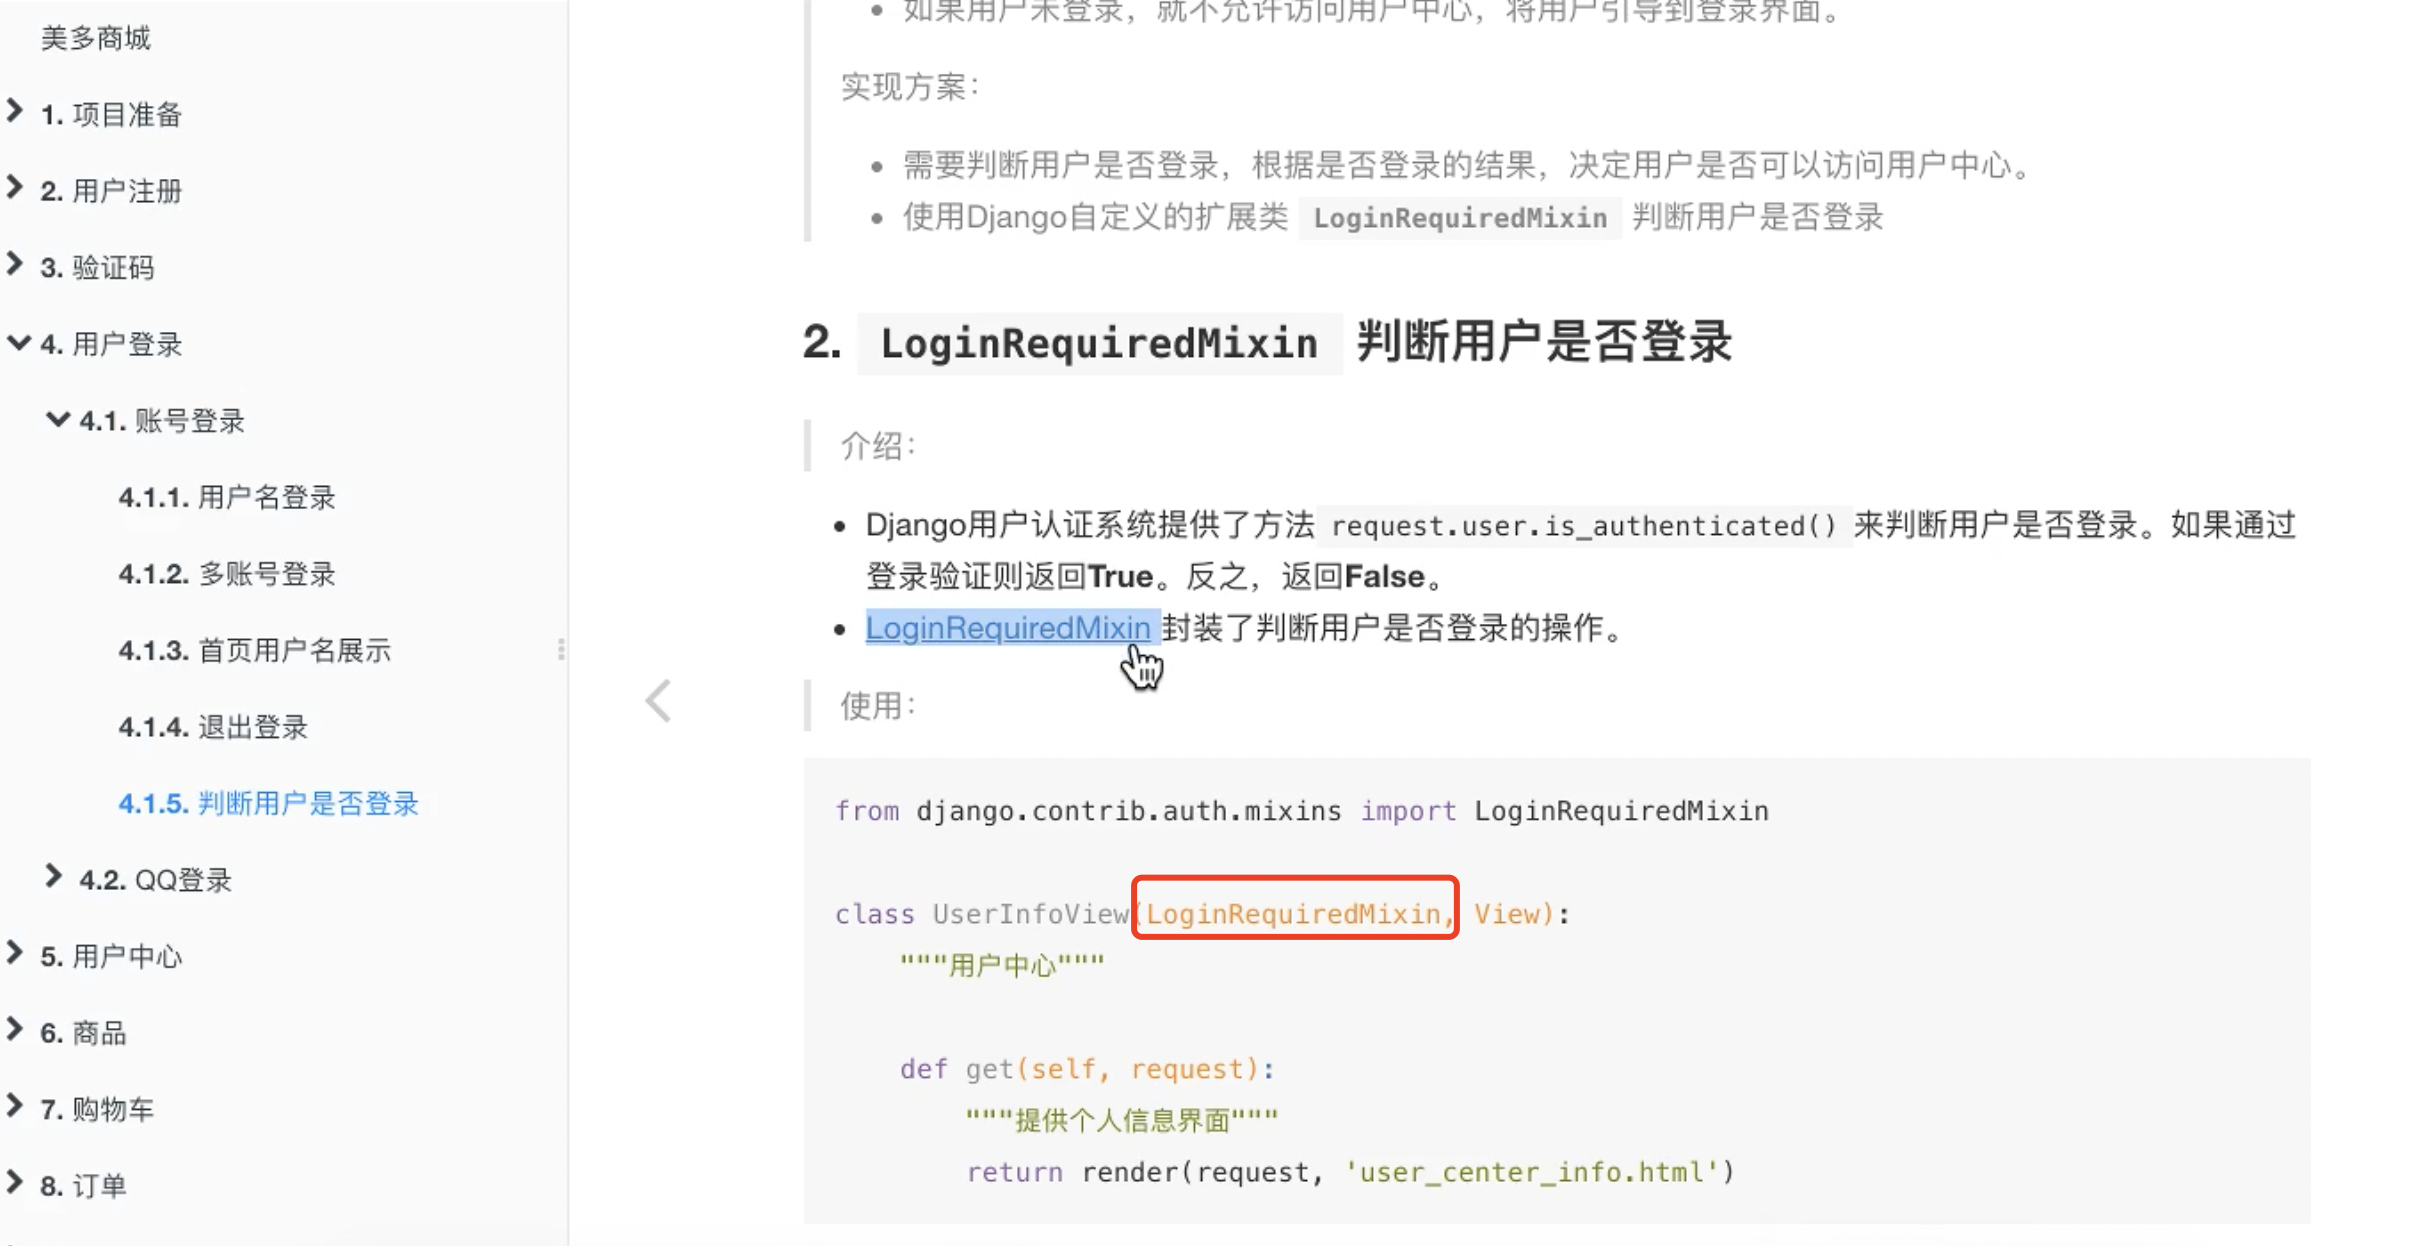 美多商城
1. 项目准备
2. 用户注册
3. 验证码
4. 用户登录
4.1. 账号登录
4.1.1. 用户名登录
4.1.2. 多账号登录
4.1.3. 首页用户名展示
4.1.4. 退出登录
4.1.5. 判断用户是否登录
4.2. QQ登录
5. 用户中心
6. 商品
7. 购物车
8. 订单
如果用户未登录，就不允许访问用户中心，将用户引导到登录界面。
实现方案：
需要判断用户是否登录，根据是否登录的结果，决定用户是否可以访问用户中心。
使用Django自定义的扩展类 LoginRequiredMixin 判断用户是否登录
2. LoginRequiredMixin 判断用户是否登录
介绍：
Django用户认证系统提供了方法 request.user.is_authenticated() 来判断用户是否登录。如果通过
登录验证则返回True。反之，返回False。
LoginRequiredMixin 封装了判断用户是否登录的操作。
使用：
from django.contrib.auth.mixins import LoginRequiredMixin
class UserInfoView(LoginRequiredMixin, View):
"""用户中心"""
def get(self, request):
"""提供个人信息界面"""
return render(request, 'user_center_info.html')